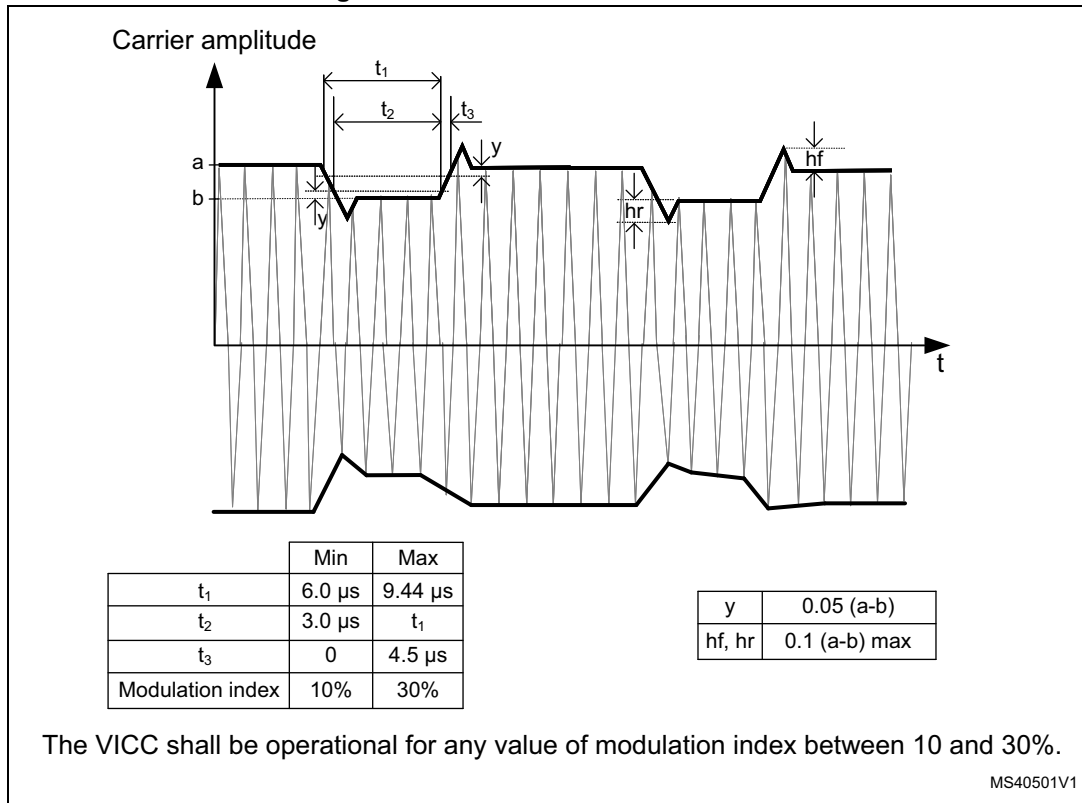 Carrier amplitude
t₁
t₂
t₃
y
a
b
y
hr
hf
t
Min Max
t₁ 6.0 µs 9.44 µs
t₂ 3.0 µs t₁
t₃ 0 4.5 µs
Modulation index 10% 30%
y 0.05 (a-b)
hf, hr 0.1 (a-b) max
The VICC shall be operational for any value of modulation index between 10 and 30%.
MS40501V1